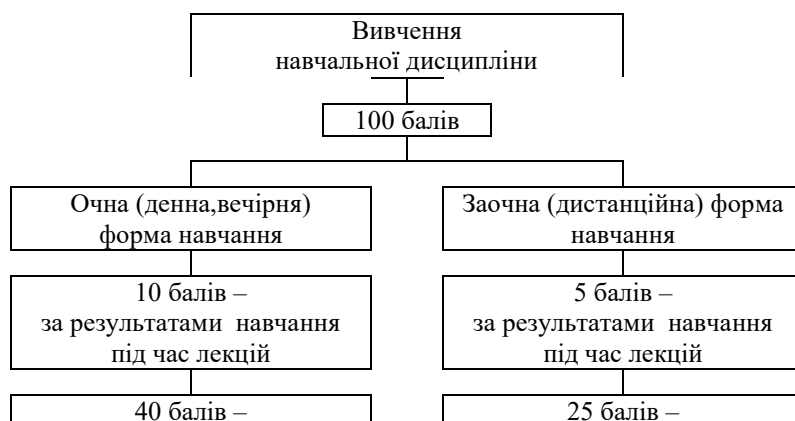 Вивчення
навчальної дисципліни
100 балів
Очна (денна,вечірня)
форма навчання
Заочна (дистанційна) форма
навчання
10 балів –
за результатами навчання
під час лекцій
5 балів –
за результатами навчання
під час лекцій
40 балів –
25 балів –